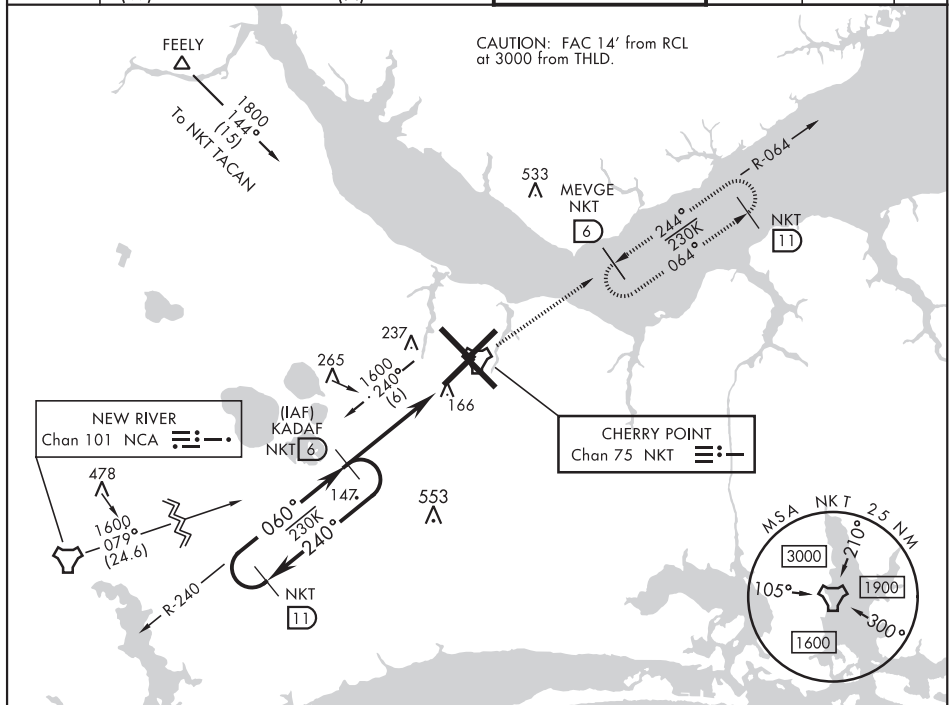 CAUTION: FAC 14' from RCL
at 3000 from THLD.
FEELY
1800
144°
(15)
To NKT TACAN
533
MEVGE
NKT
6
R-064
244°
230K
064°
NKT
11
237
265
1600
240°
(6)
166
(IAF)
KADAF
NKT 6
NEW RIVER
Chan 101 NCA
CHERRY POINT
Chan 75 NKT
478
1600
079°
(24.6)
147
060°
230K
240°
553
R-240
NKT
11
MSA NKT 25 NM
3000
210°
105°
1900
300°
1600